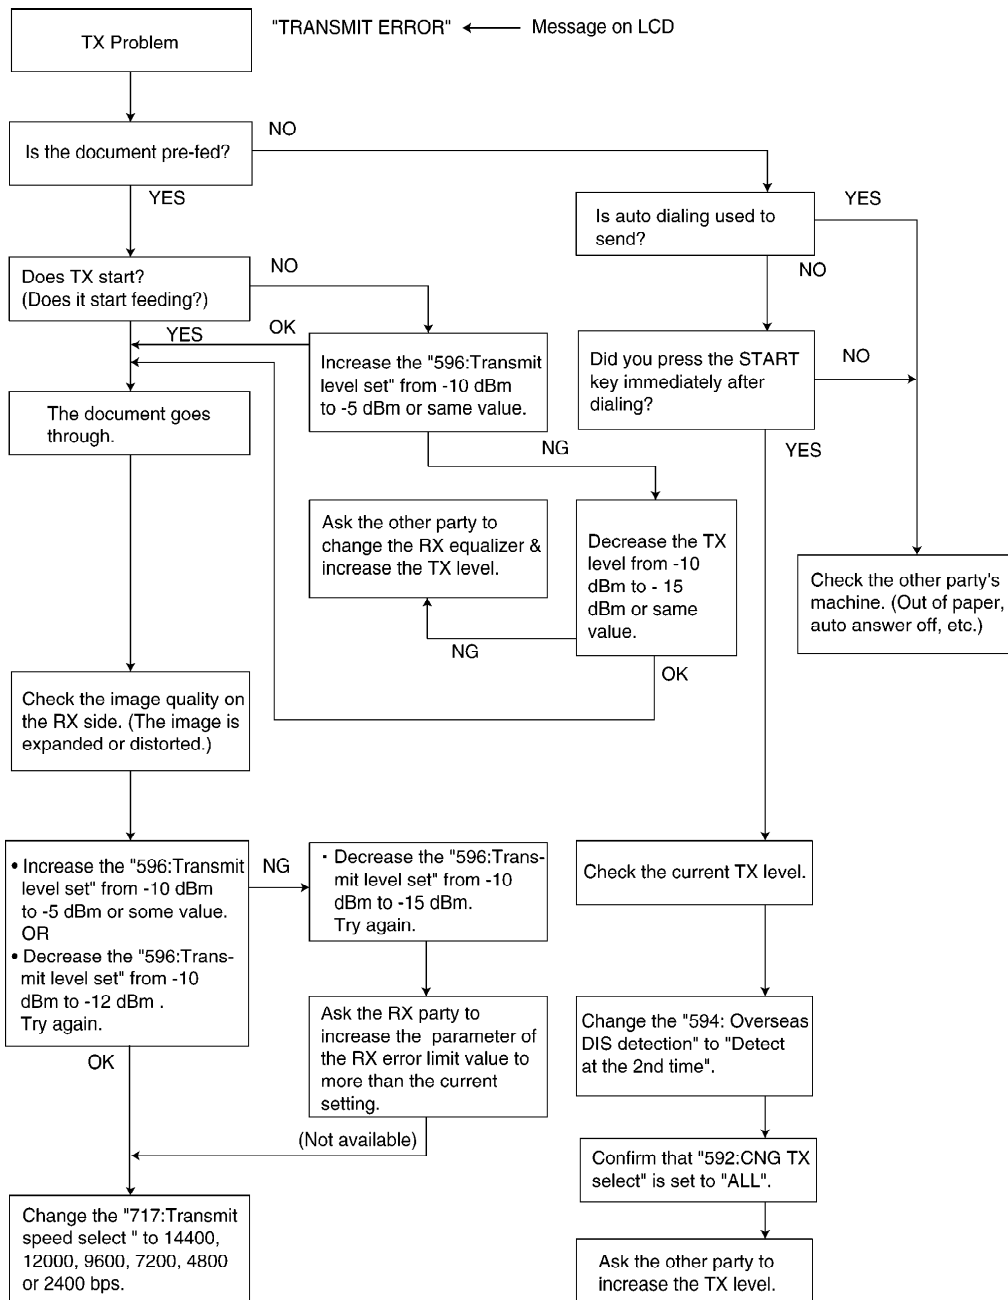 TX Problem
"TRANSMIT ERROR"
Message on LCD
Is the document pre-fed?
NO
YES
Is auto dialing used to
send?
YES
NO
Does TX start?
(Does it start feeding?)
NO
YES
OK
Increase the "596:Transmit
level set" from -10 dBm
to -5 dBm or same value.
NG
Did you press the START
key immediately after
dialing?
NO
YES
The document goes
through.
Ask the other party to
change the RX equalizer &
increase the TX level.
Decrease the TX
level from -10
dBm to - 15
dBm or same
value.
NG
OK
Check the other party's
machine. (Out of paper,
auto answer off, etc.)
Check the image quality on
the RX side. (The image is
expanded or distorted.)
• Increase the "596:Transmit
level set" from -10 dBm
to -5 dBm or some value.
OR
• Decrease the "596:Trans-
mit level set" from -10
dBm to -12 dBm .
Try again.
NG
OK
· Decrease the "596:Trans-
mit level set" from -10
dBm to -15 dBm.
Try again.
Ask the RX party to
increase the  parameter of
the RX error limit value to
more than the current
setting.
(Not available)
Change the "717:Transmit
speed select " to 14400,
12000, 9600, 7200, 4800
or 2400 bps.
Check the current TX level.
Change the "594: Overseas
DIS detection" to "Detect
at the 2nd time".
Confirm that "592:CNG TX
select" is set to "ALL".
Ask the other party to
increase the TX level.